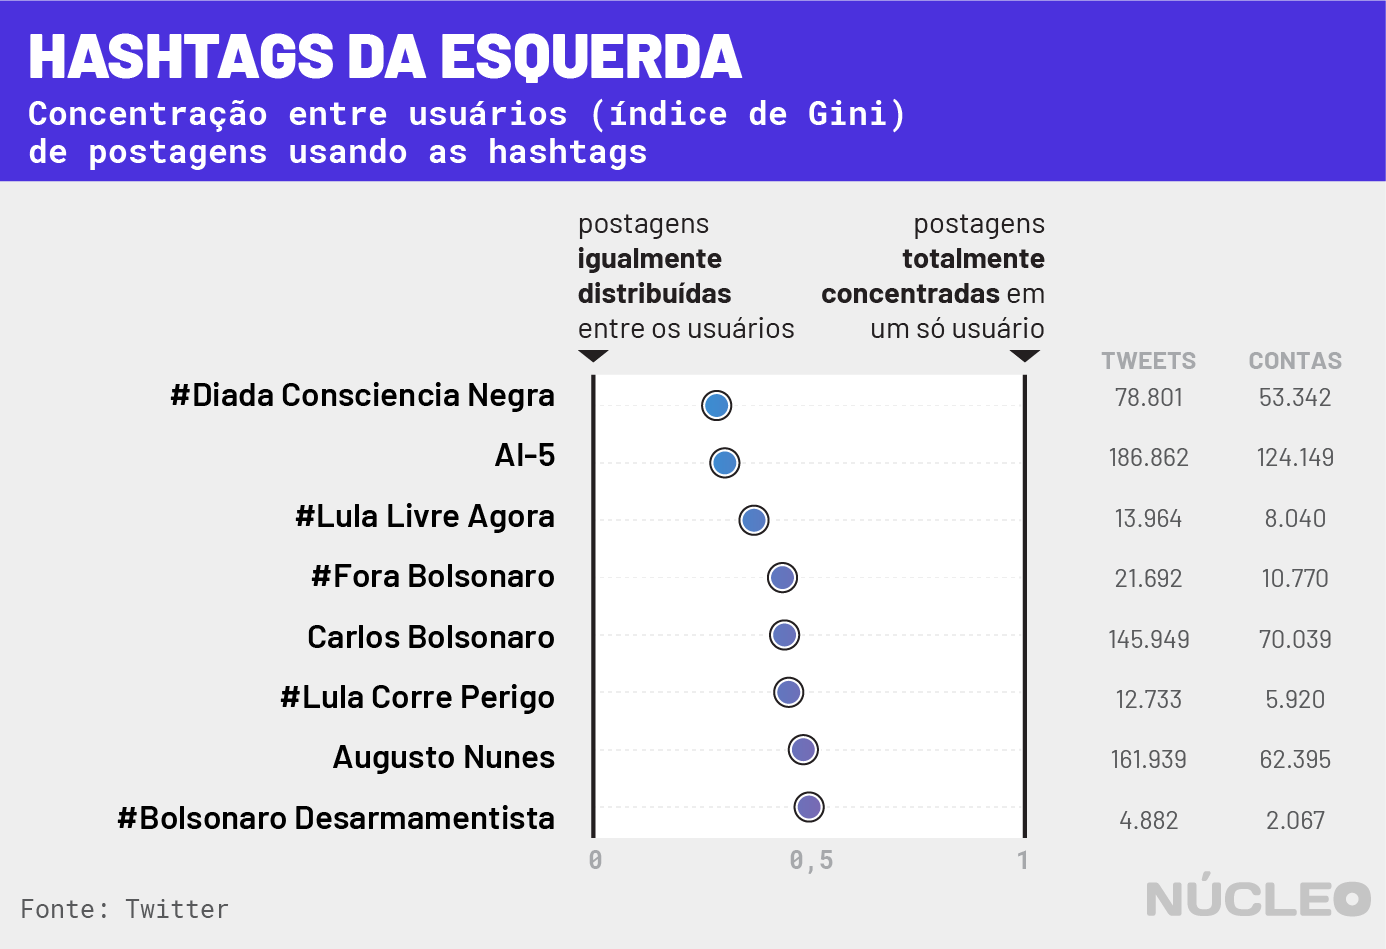 HASHTAGS DA ESQUERDA
Concentração entre usuários (índice de Gini)
de postagens usando as hashtags
postagens
igualmente
distribuídas
entre os usuários
postagens
totalmente
concentradas em
um só usuário
TWEETS CONTAS
#Diada Consciencia Negra 78.801 53.342
AI-5 186.862 124.149
#Lula Livre Agora 13.964 8.040
#Fora Bolsonaro 21.692 10.770
Carlos Bolsonaro 145.949 70.039
#Lula Corre Perigo 12.733 5.920
Augusto Nunes 161.939 62.395
#Bolsonaro Desarmamentista 4.882 2.067
0 0,5 1
Fonte: Twitter
NÚCLEO